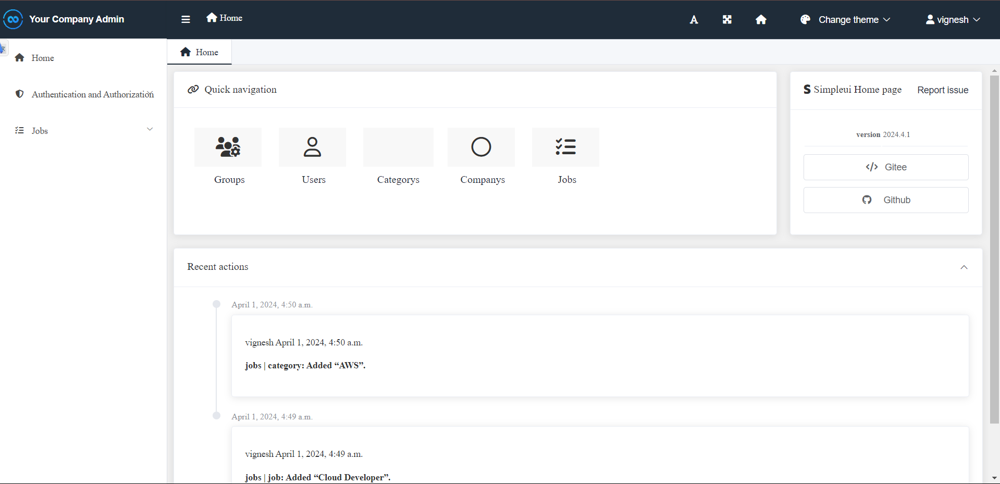 Your Company Admin
Home
Change theme
vignesh
Home
Authentication and Authorization
Jobs
Home
Quick navigation
Groups
Users
Categorys
Companys
Jobs
Simpleui Home page
Report issue
version 2024.4.1
Gitee
Github
Recent actions
April 1, 2024, 4:50 a.m.
vignesh April 1, 2024, 4:50 a.m.
jobs | category: Added “AWS”.
April 1, 2024, 4:49 a.m.
vignesh April 1, 2024, 4:49 a.m.
jobs | job: Added “Cloud Developer”.